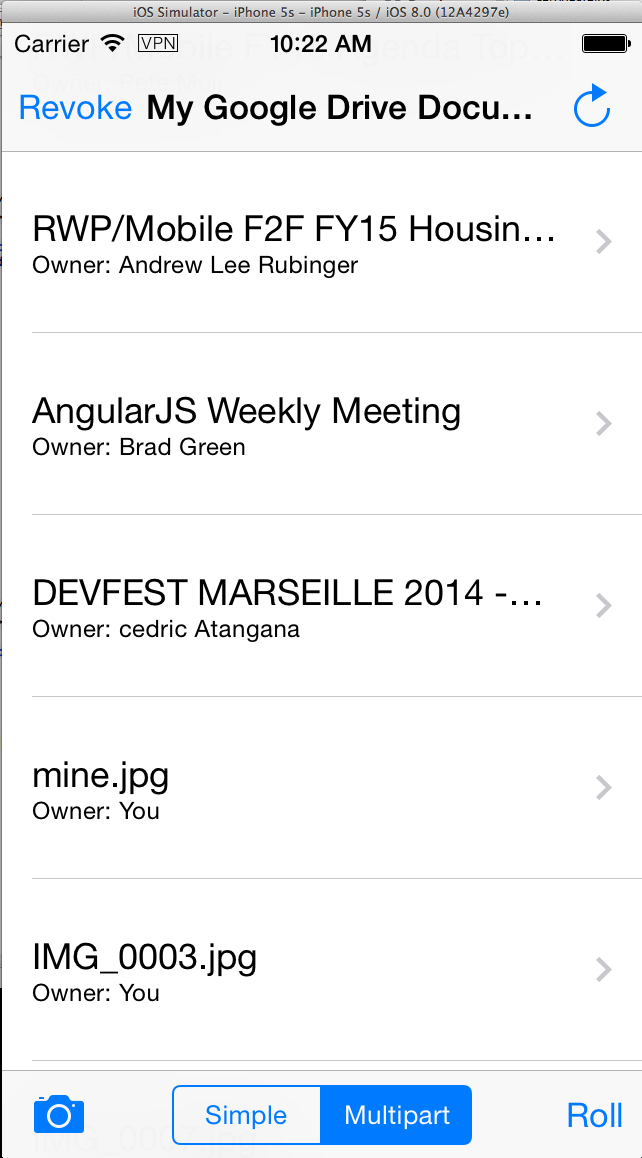 iOS Simulator – iPhone 5s – iPhone 5s / iOS 8.0 (12A4297e)
Carrier VPN 10:22 AM
Revoke My Google Drive Docu...
RWP/Mobile F2F FY15 Housin...
Owner: Andrew Lee Rubinger
AngularJS Weekly Meeting
Owner: Brad Green
DEVFEST MARSEILLE 2014 -...
Owner: cedric Atangana
mine.jpg
Owner: You
IMG_0003.jpg
Owner: You
Simple Multipart Roll